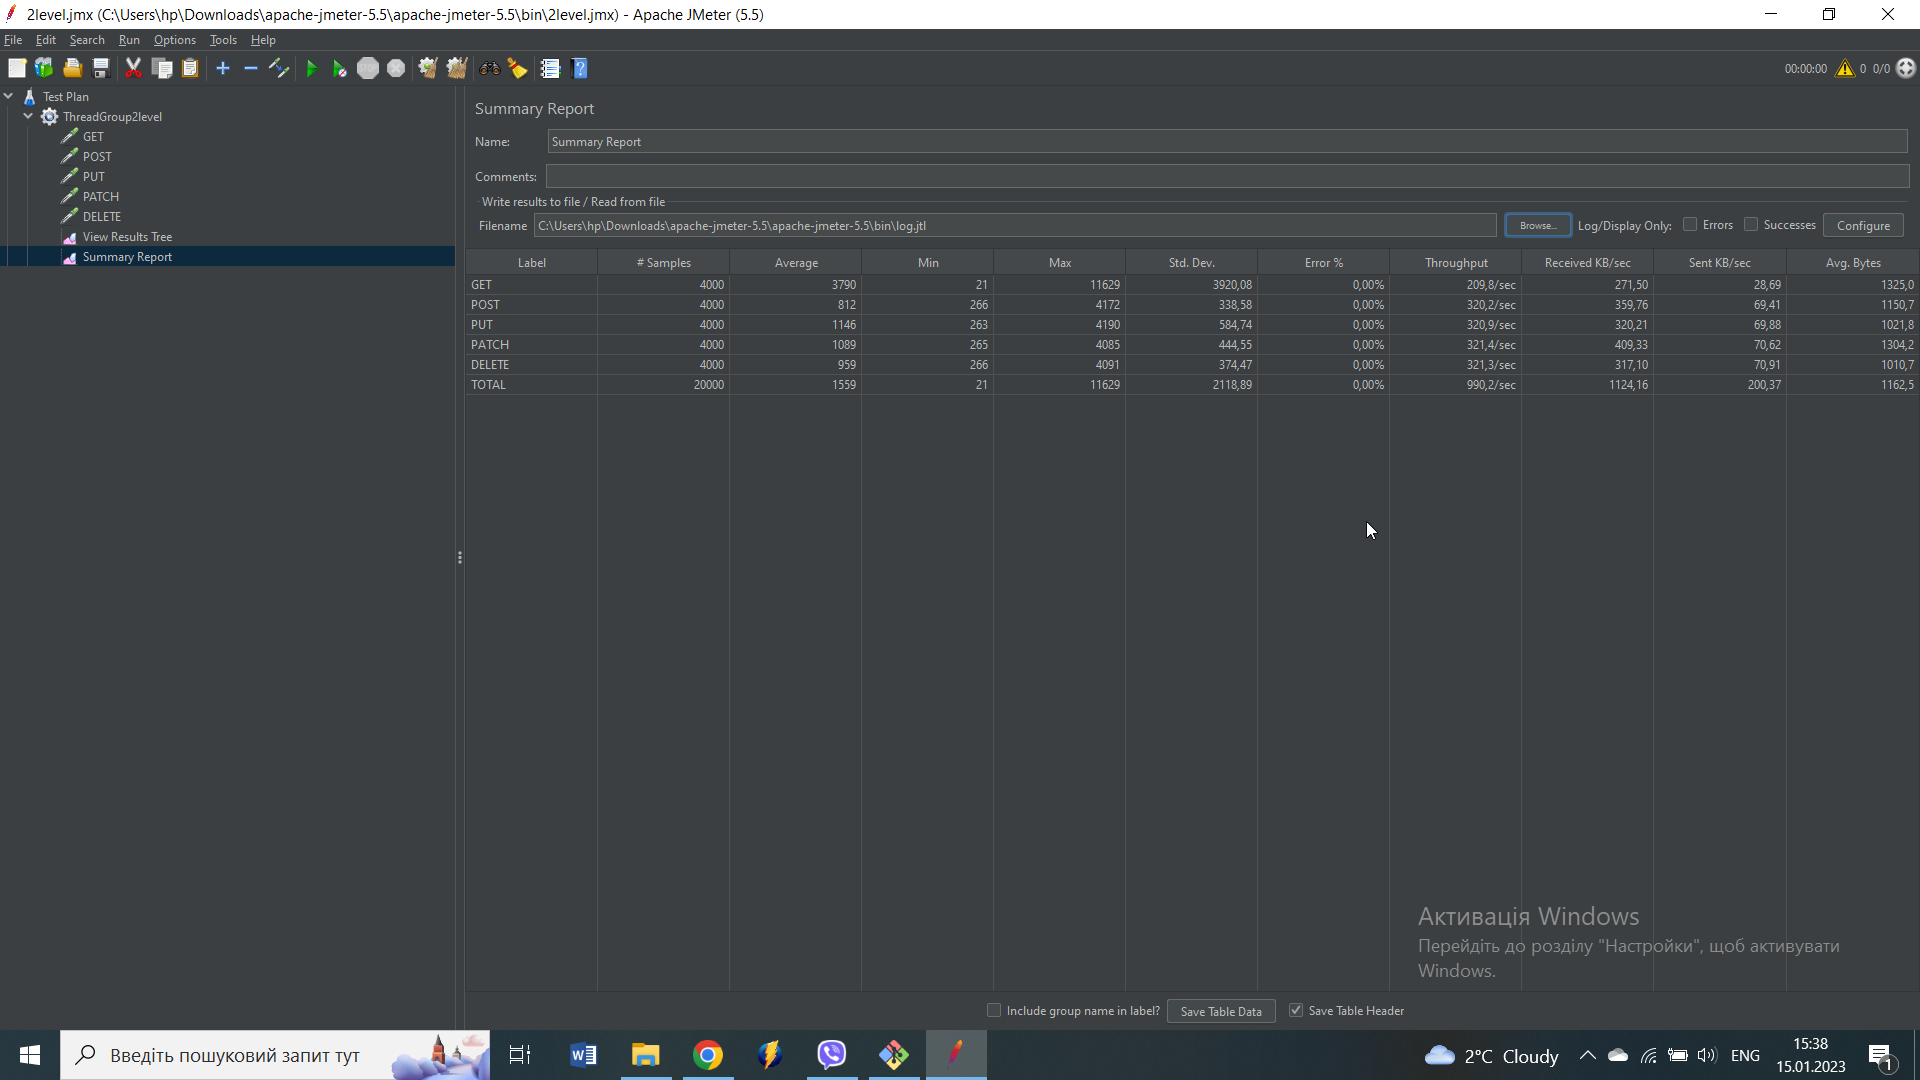 2level.jmx (C:\Users\hp\Downloads\apache-jmeter-5.5\apache-jmeter-5.5\bin\2level.jmx) - Apache JMeter (5.5)
File Edit Search Run Options Tools Help
00:00:00 0 0/0
Test Plan
ThreadGroup2level
GET
POST
PUT
PATCH
DELETE
View Results Tree
Summary Report
Summary Report
Name: Summary Report
Comments:
Write results to file / Read from file
Filename C:\Users\hp\Downloads\apache-jmeter-5.5\apache-jmeter-5.5\bin\log.jtl Browse... Log/Display Only: Errors Successes Configure
Label # Samples Average Min Max Std. Dev. Error % Throughput Received KB/sec Sent KB/sec Avg. Bytes
GET 4000 3790 21 11629 3920,08 0,00% 209,8/sec 271,50 28,69 1325,0
POST 4000 812 266 4172 338,58 0,00% 320,2/sec 359,76 69,41 1150,7
PUT 4000 1146 263 4190 584,74 0,00% 320,9/sec 320,21 69,88 1021,8
PATCH 4000 1089 265 4085 444,55 0,00% 321,4/sec 409,33 70,62 1304,2
DELETE 4000 959 266 4091 374,47 0,00% 321,3/sec 317,10 70,91 1010,7
TOTAL 20000 1559 21 11629 2118,89 0,00% 990,2/sec 1124,16 200,37 1162,5
Активація Windows
Перейдіть до розділу "Настройки", щоб активувати
Windows.
Include group name in label? Save Table Data Save Table Header
Введіть пошуковий запит тут
2°C Cloudy ENG 15:38
15.01.2023
1